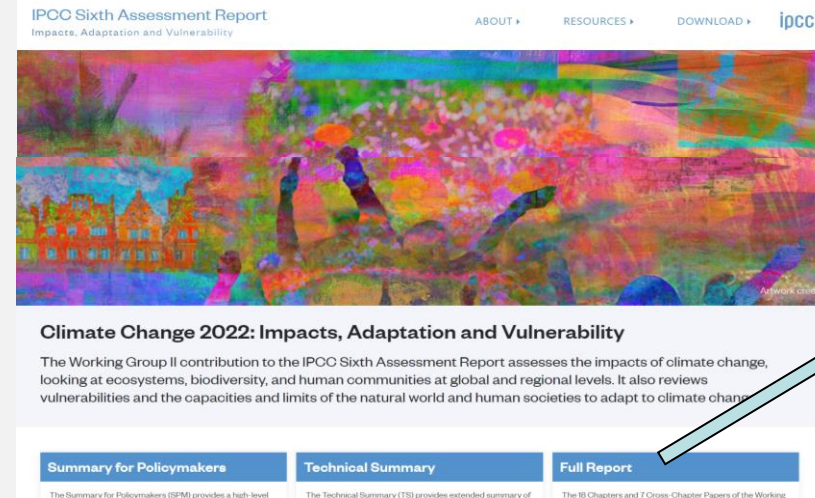 IPCC Sixth Assessment Report
Impacts, Adaptation and Vulnerability
ABOUT RESOURCES DOWNLOAD ipcc
Artwork
Climate Change 2022: Impacts, Adaptation and Vulnerability
The Working Group II contribution to the IPCC Sixth Assessment Report assesses the impacts of climate change,
looking at ecosystems, biodiversity, and human communities at global and regional levels. It also reviews
vulnerabilities and the capacities and limits of the natural world and human societies to adapt to climate
Summary for Policymakers
The Summary for Policymakers (SPM) provides a high-level
Technical Summary
The Technical Summary (TS) provides extended summary of
Full Report
The 18 Chapters and 7 Cross-Chapter Papers of the Working